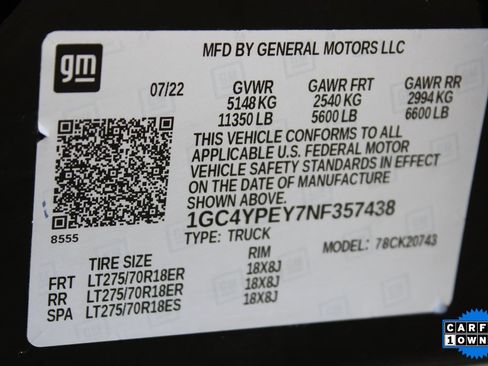 gm
MFD BY GENERAL MOTORS LLC
07/22 GVWR GAWR FRT GAWR RR
5148 KG 2540 KG 2994 KG
11350 LB 5600 LB 6600 LB
THIS VEHICLE CONFORMS TO ALL
APPLICABLE U.S. FEDERAL MOTOR
VEHICLE SAFETY STANDARDS IN EFFECT
ON THE DATE OF MANUFACTURE
SHOWN ABOVE.
1GC4YPEY7NF357438
8555
TYPE: TRUCK MODEL: 78CK20743
TIRE SIZE RIM
FRT LT275/70R18ER 18X8J
RR LT275/70R18ER 18X8J
SPA LT275/70R18ES 18X8J
CARF
1 OWN